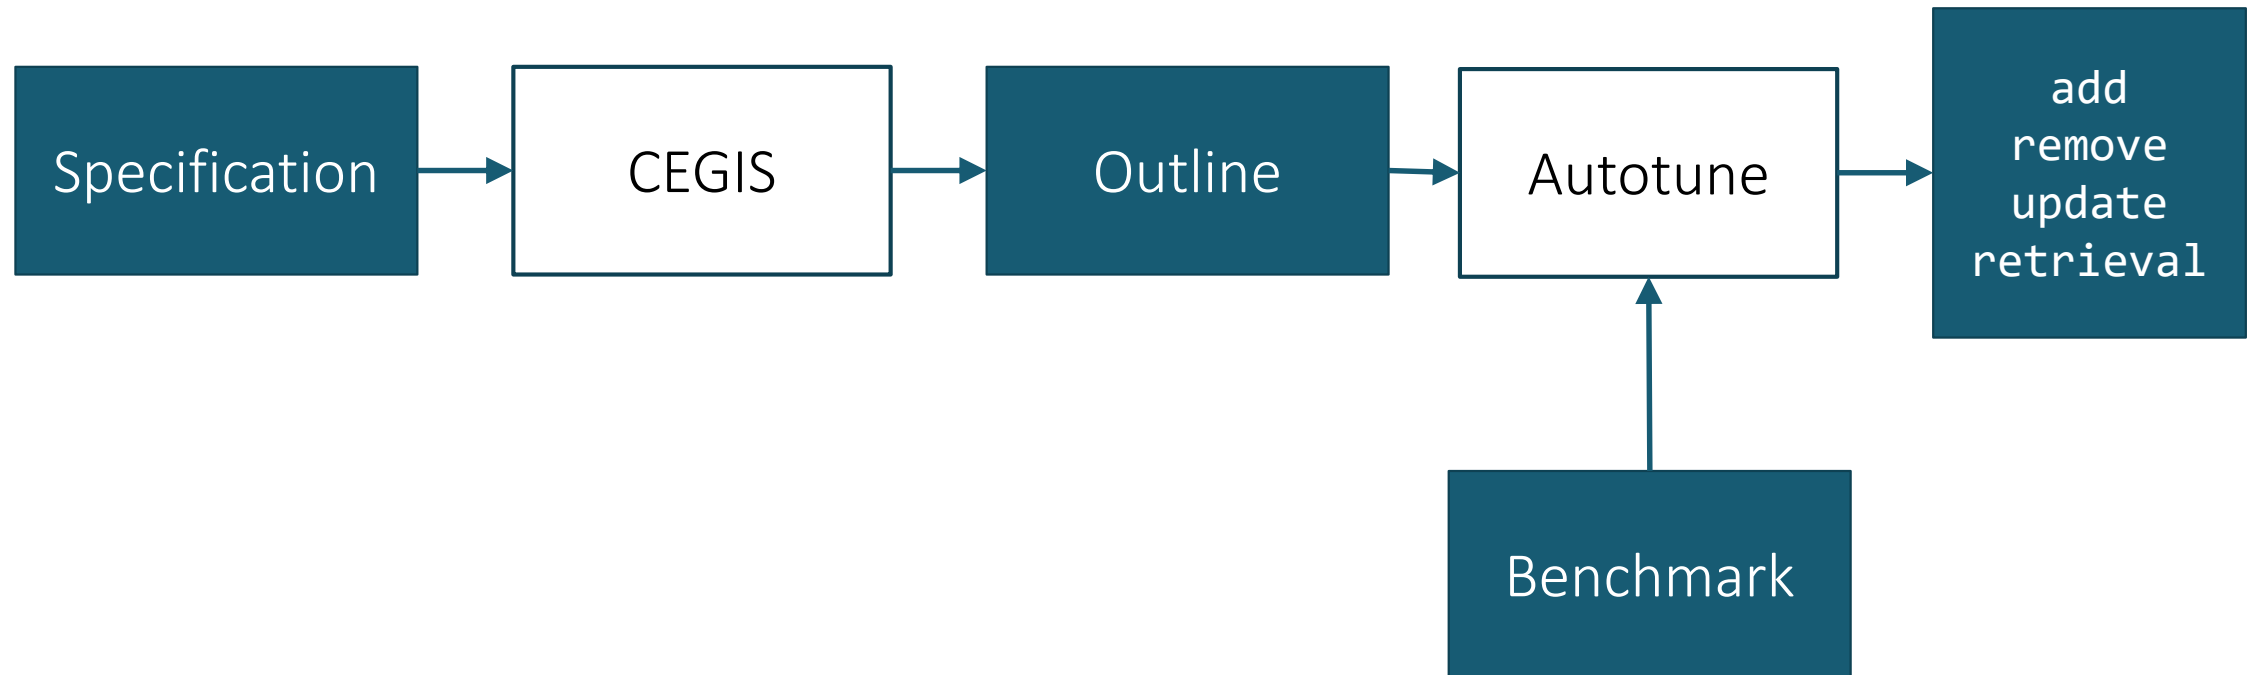 Specification
CEGIS
Outline
Autotune
add
remove
update
retrieval
Benchmark